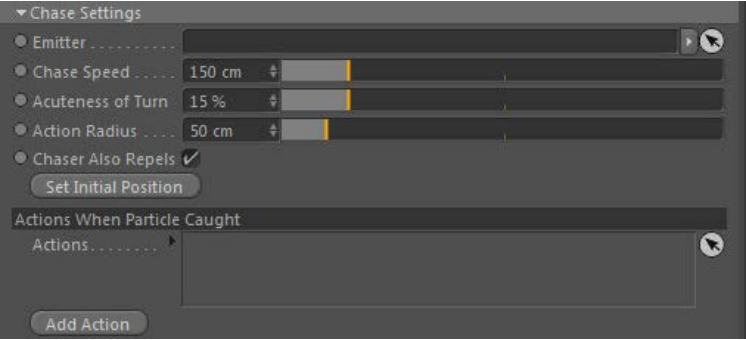 Chase Settings
Emitter
Chase Speed 150 cm
Acuteness of Turn 15 %
Action Radius 50 cm
Chaser Also Repels
Set Initial Position
Actions When Particle Caught
Actions
Add Action